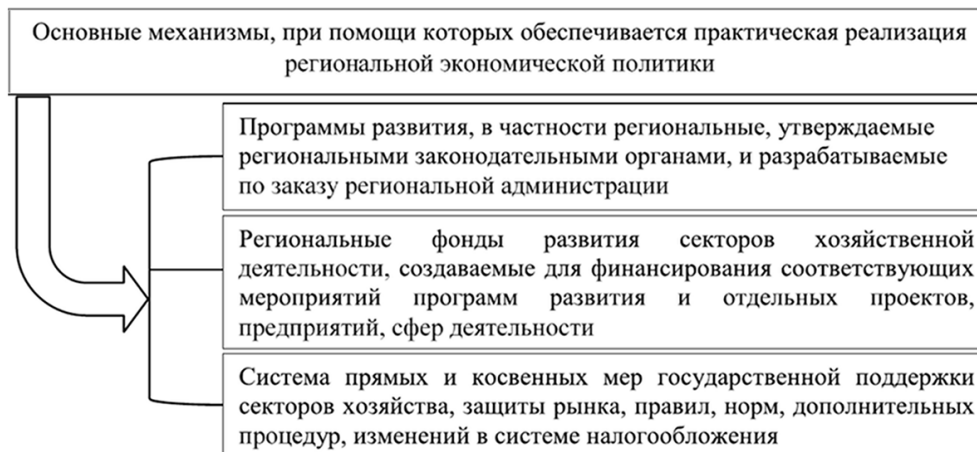 Основные механизмы, при помощи которых обеспечивается практическая реализация
региональной экономической политики
Программы развития, в частности региональные, утверждаемые
региональными законодательными органами, и разрабатываемые
по заказу региональной администрации
Региональные фонды развития секторов хозяйственной
деятельности, создаваемые для финансирования соответствующих
мероприятий программ развития и отдельных проектов,
предприятий, сфер деятельности
Система прямых и косвенных мер государственной поддержки
секторов хозяйства, защиты рынка, правил, норм, дополнительных
процедур, изменений в системе налогообложения